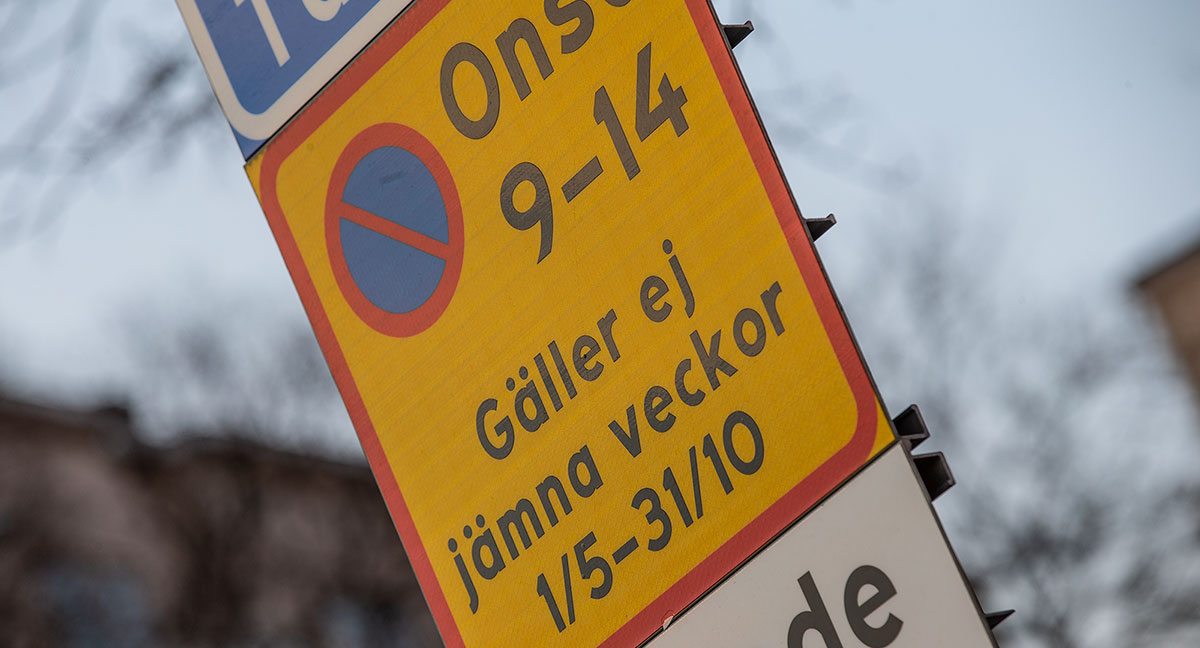 Ons
9–14
Gäller ej
jämna veckor
1/5–31/10
de